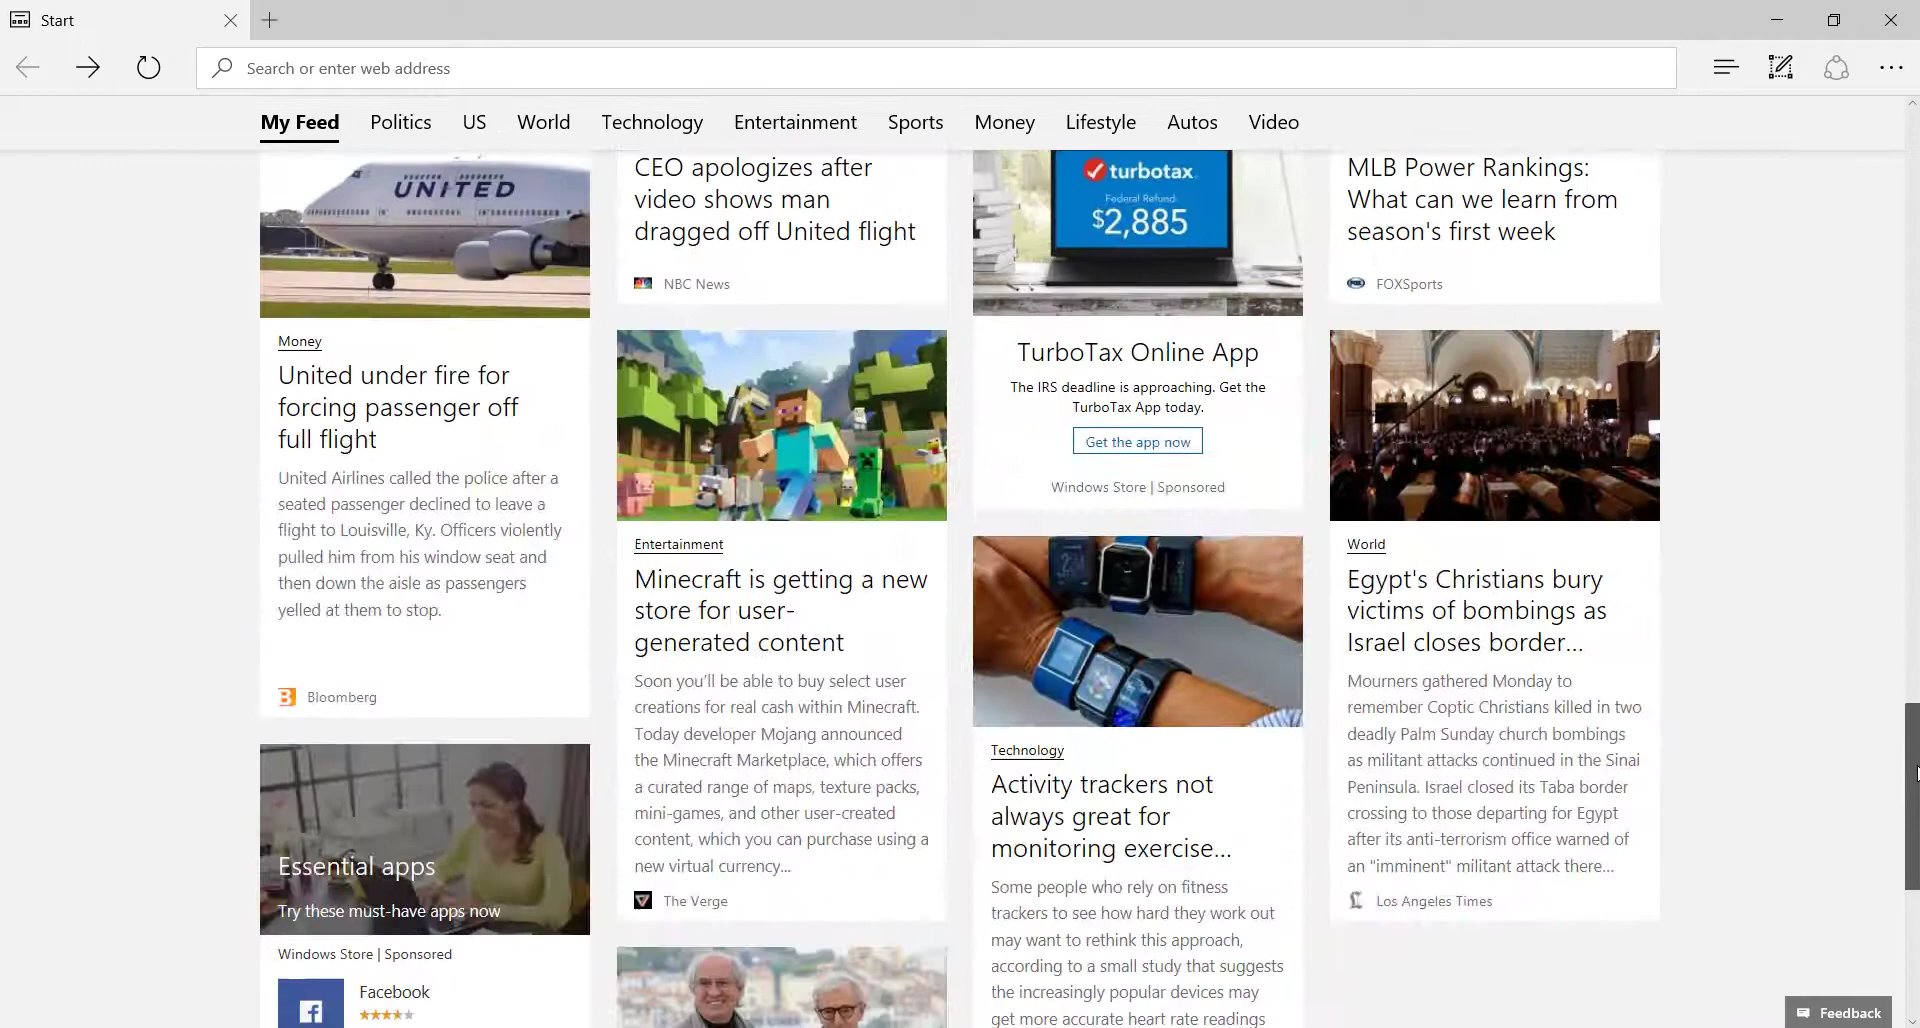 Start
Search or enter web address
My Feed Politics US World Technology Entertainment Sports Money Lifestyle Autos Video
UNITED
Money
United under fire for
forcing passenger off
full flight
United Airlines called the police after a
seated passenger declined to leave a
flight to Louisville, Ky. Officers violently
pulled him from his window seat and
then down the aisle as passengers
yelled at them to stop.
Bloomberg
Essential apps
Try these must-have apps now
Windows Store | Sponsored
Facebook
CEO apologizes after
video shows man
dragged off United flight
NBC News
Entertainment
Minecraft is getting a new
store for user-
generated content
Soon you'll be able to buy select user
creations for real cash within Minecraft.
Today developer Mojang announced
the Minecraft Marketplace, which offers
a curated range of maps, texture packs,
mini-games, and other user-created
content, which you can purchase using a
new virtual currency...
The Verge
turbotax
Federal Refund:
$2,885
TurboTax Online App
The IRS deadline is approaching. Get the
TurboTax App today.
Get the app now
Windows Store | Sponsored
Technology
Activity trackers not
always great for
monitoring exercise...
Some people who rely on fitness
trackers to see how hard they work out
may want to rethink this approach,
according to a small study that suggests
the increasingly popular devices may
get more accurate heart rate readings
MLB Power Rankings:
What can we learn from
season's first week
FOXSports
World
Egypt's Christians bury
victims of bombings as
Israel closes border...
Mourners gathered Monday to
remember Coptic Christians killed in two
deadly Palm Sunday church bombings
as militant attacks continued in the Sinai
Peninsula. Israel closed its Taba border
crossing to those departing for Egypt
after its anti-terrorism office warned of
an "imminent" militant attack there...
Los Angeles Times
Feedback